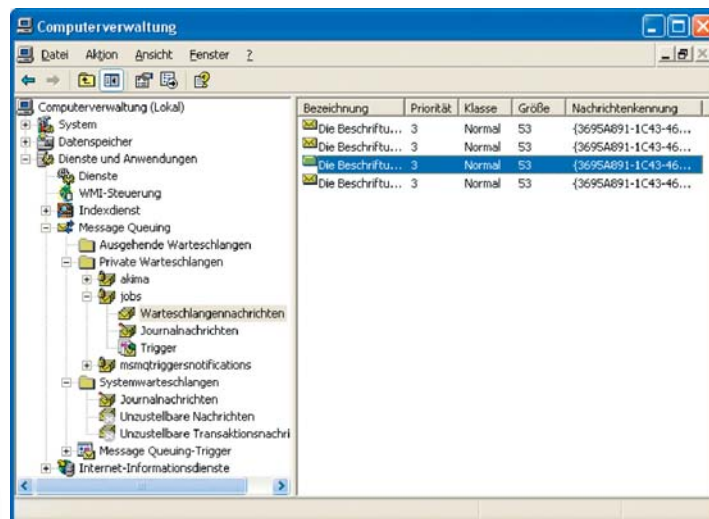 Computerverwaltung
Datei Aktion Ansicht Fenster ?
Computerverwaltung (Lokal)
System
Datenspeicher
Dienste und Anwendungen
Dienste
WMI-Steuerung
Indexdienst
Message Queuing
Ausgehende Warteschlangen
Private Warteschlangen
akima
jobs
Warteschlangennachrichten
Journalnachrichten
Trigger
msmqtriggersnotifications
Systemwarteschlangen
Journalnachrichten
Unzustellbare Nachrichten
Unzustellbare Transaktionsnachri
Message Queuing-Trigger
Internet-Informationsdienste
Bezeichnung Priorität Klasse Größe Nachrichtenkennung
Die Beschriftu... 3 Normal 53 {3695A891-1C43-46...
Die Beschriftu... 3 Normal 53 {3695A891-1C43-46...
Die Beschriftu... 3 Normal 53 {3695A891-1C43-46...
Die Beschriftu... 3 Normal 53 {3695A891-1C43-46...